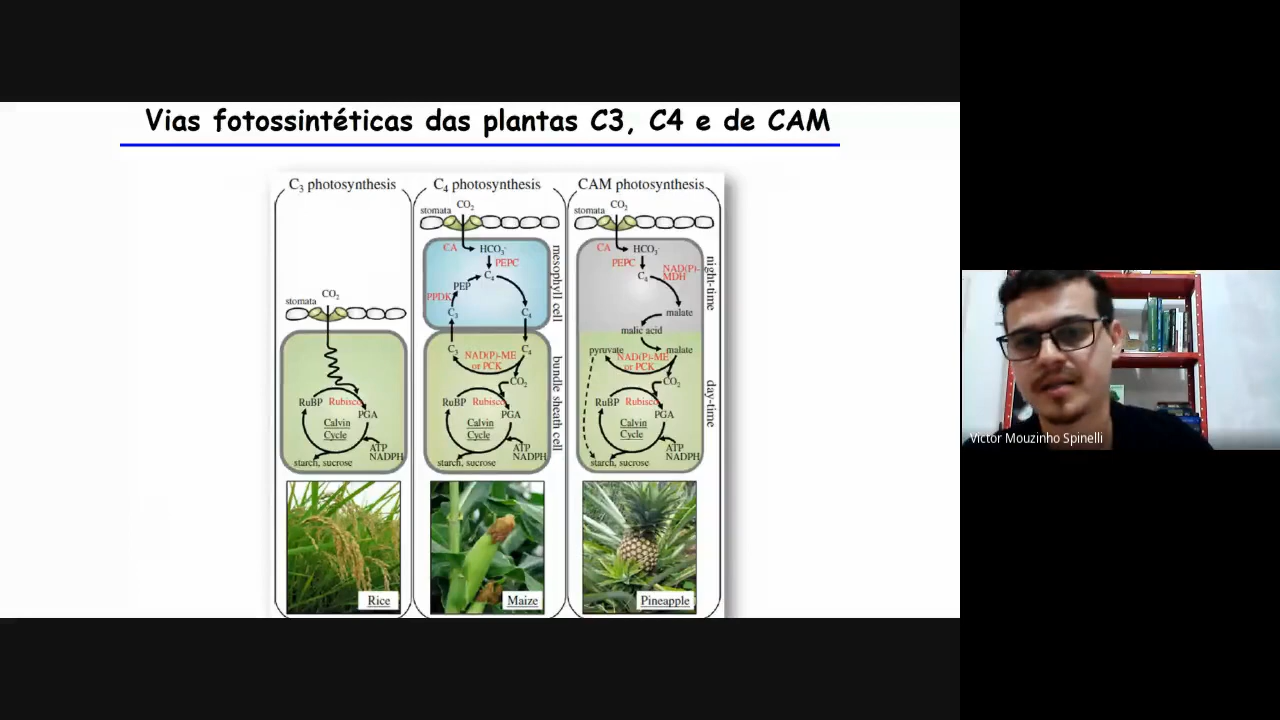 Vias fotossintéticas das plantas C3, C4 e de CAM
C₃ photosynthesis
CO₂
stomata
RuBP
Rubisco
PGA
Calvin
Cycle
ATP
NADPH
starch, sucrose
Rice
C₄ photosynthesis
CO₂
stomata
CA
HCO₃⁻
PEPC
C₄
PEP
PPDK
C₃
C₄
mesophyll cell
C₃
C₄
NAD(P)-ME
or PCK
CO₂
RuBP
Rubisco
PGA
Calvin
Cycle
ATP
NADPH
starch, sucrose
bundle sheath cell
Maize
CAM photosynthesis
CO₂
stomata
CA
HCO₃⁻
PEPC
C₄
NAD(P)-
MDH
malate
night-time
malic acid
pyruvate
malate
NAD(P)-ME
or PCK
CO₂
RuBP
Rubisco
PGA
Calvin
Cycle
ATP
NADPH
starch, sucrose
day-time
Pineapple
Victor Mouzinho Spinelli